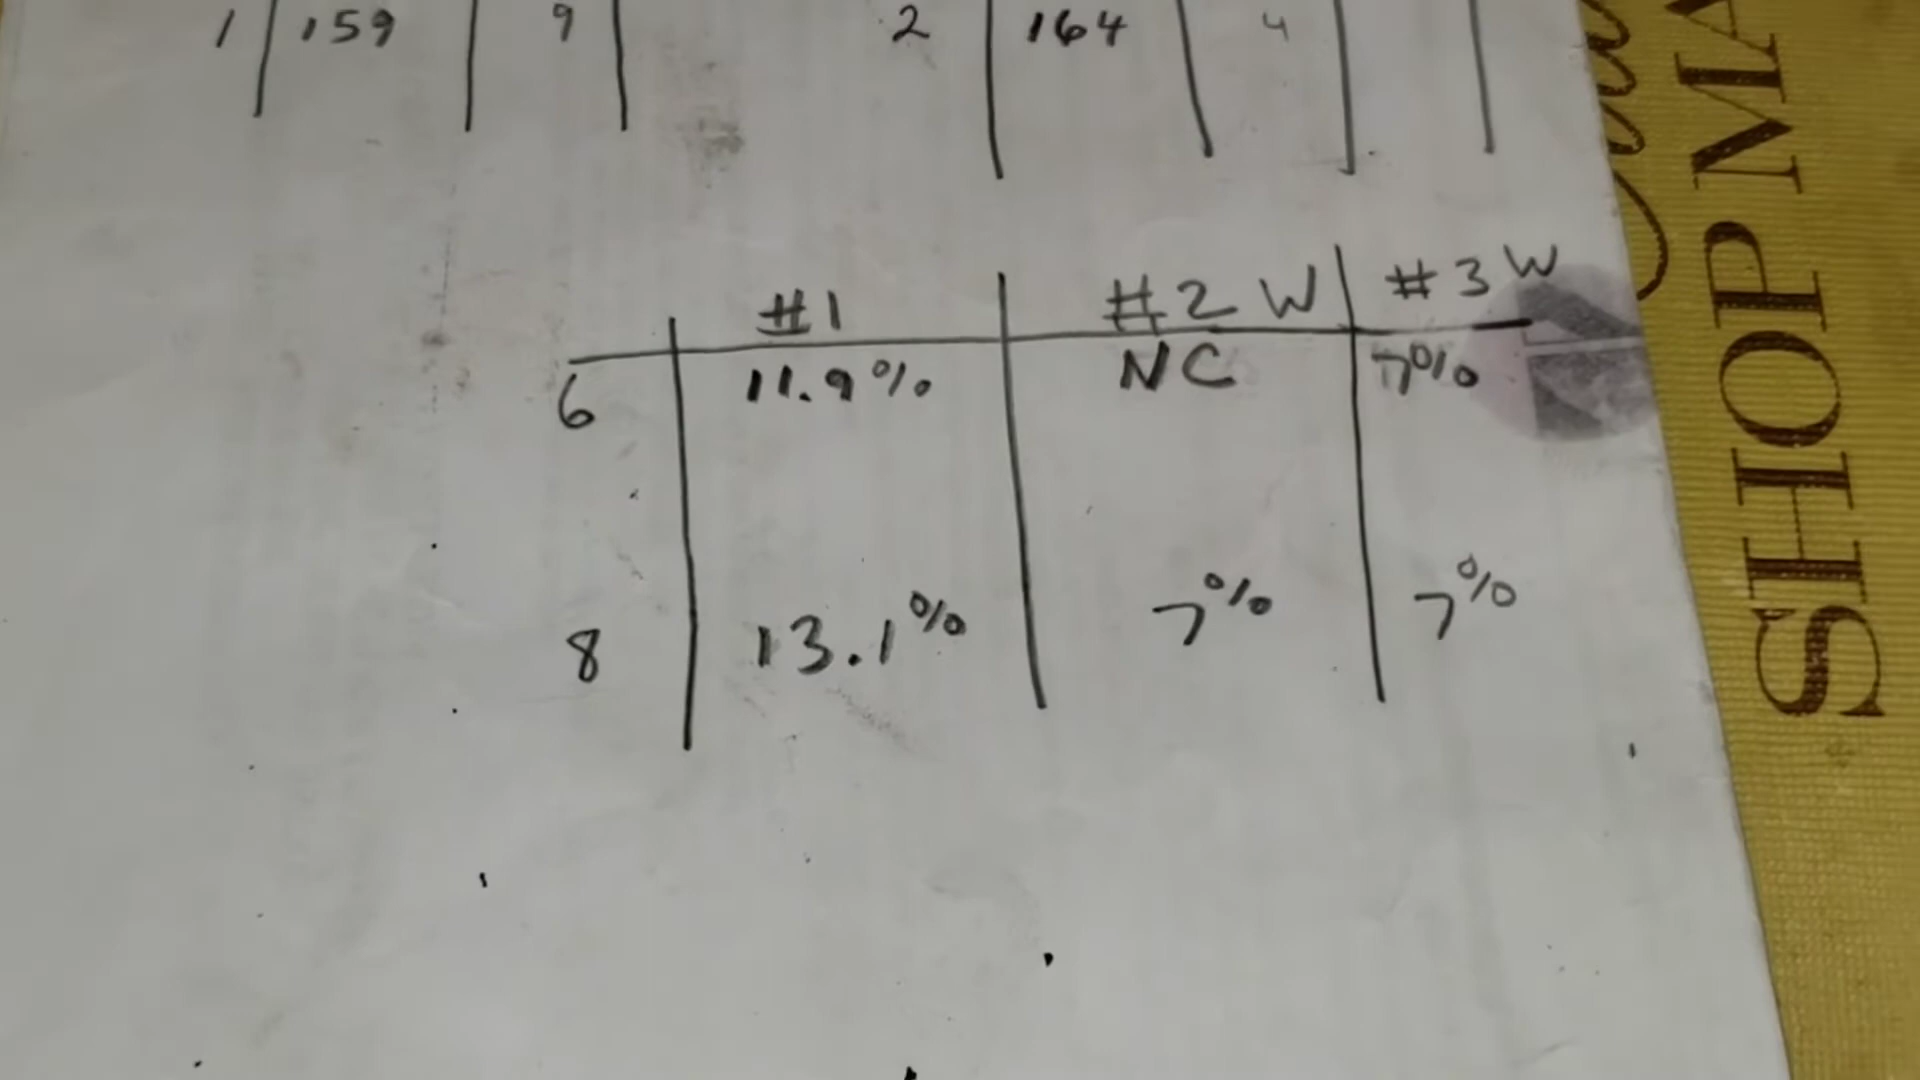 1 159 9 2 164 4
#1 #2 W #3 W
6 11.9% NC 7%
8 13.1% 7% 7%
SHOP MA